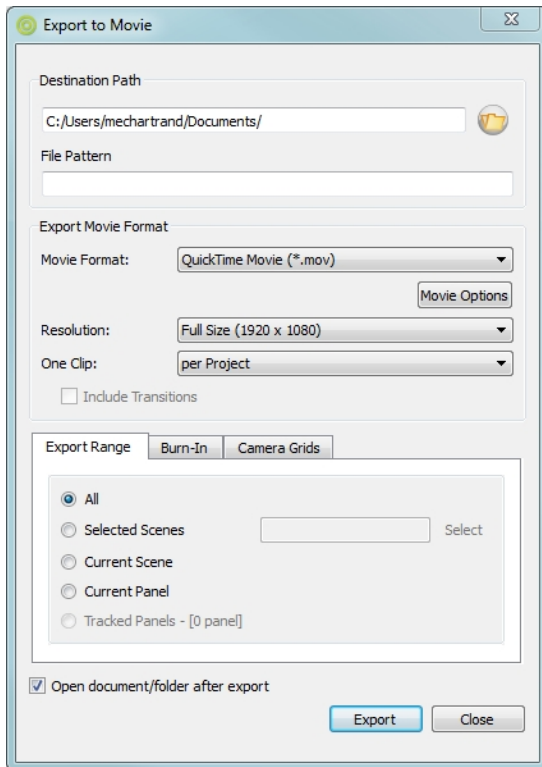 Export to Movie
Destination Path
C:/Users/mechartrand/Documents/
File Pattern
Export Movie Format
Movie Format: QuickTime Movie (*.mov)
Movie Options
Resolution: Full Size (1920 x 1080)
One Clip: per Project
Include Transitions
Export Range Burn-In Camera Grids
All
Selected Scenes Select
Current Scene
Current Panel
Tracked Panels - [0 panel]
Open document/folder after export
Export Close